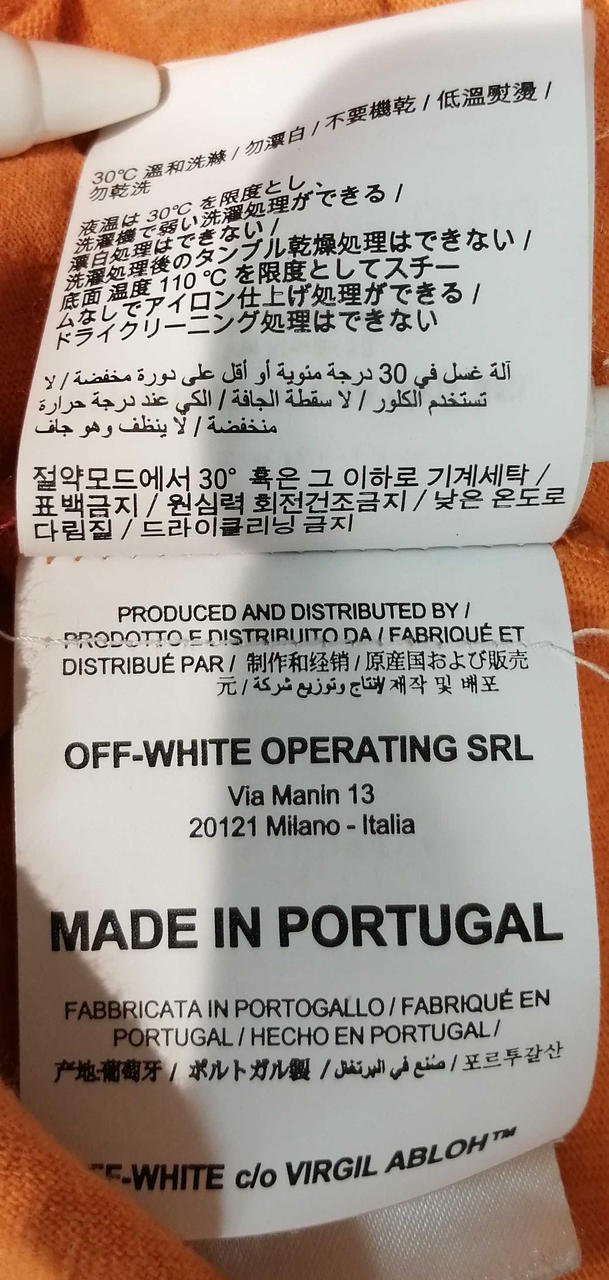 30℃ 溫和洗滌 / 勿漂白 / 不要機乾 / 低溫熨燙 /
勿乾洗
液温は 30℃ を限度とし、
洗濯機で弱い洗濯処理ができる /
漂白処理はできない /
洗濯処理後のタンブル乾燥処理はできない /
底面 温度 110 ℃ を限度としてスチー
ムなしでアイロン仕上げ処理ができる /
ドライクリーニング処理はできない
آلة غسل في 30 درجة مئوية أو أقل على دورة مخفضة / لا
تستخدم الكلور / لا سقطة الجافة / الكي عند درجة حرارة
منخفضة / لا ينظف وهو جاف
절약모드에서 30° 혹은 그 이하로 기계세탁 /
표백금지 / 원심력 회전건조금지 / 낮은 온도로
다림질 / 드라이클리닝 금지
PRODUCED AND DISTRIBUTED BY /
PRODOTTO E DISTRIBUITO DA / FABRIQUÉ ET
DISTRIBUÉ PAR / 制作和经销 / 原産国および販売
元 / إنتاج وتوزيع شركة / 제작 및 배포
OFF-WHITE OPERATING SRL
Via Manin 13
20121 Milano - Italia
MADE IN PORTUGAL
FABBRICATA IN PORTOGALLO / FABRIQUÉ EN
PORTUGAL / HECHO EN PORTUGAL /
产地:葡萄牙 / ポルトガル製 / صنع في البرتغال / 포르투갈산
OFF-WHITE c/o VIRGIL ABLOH™